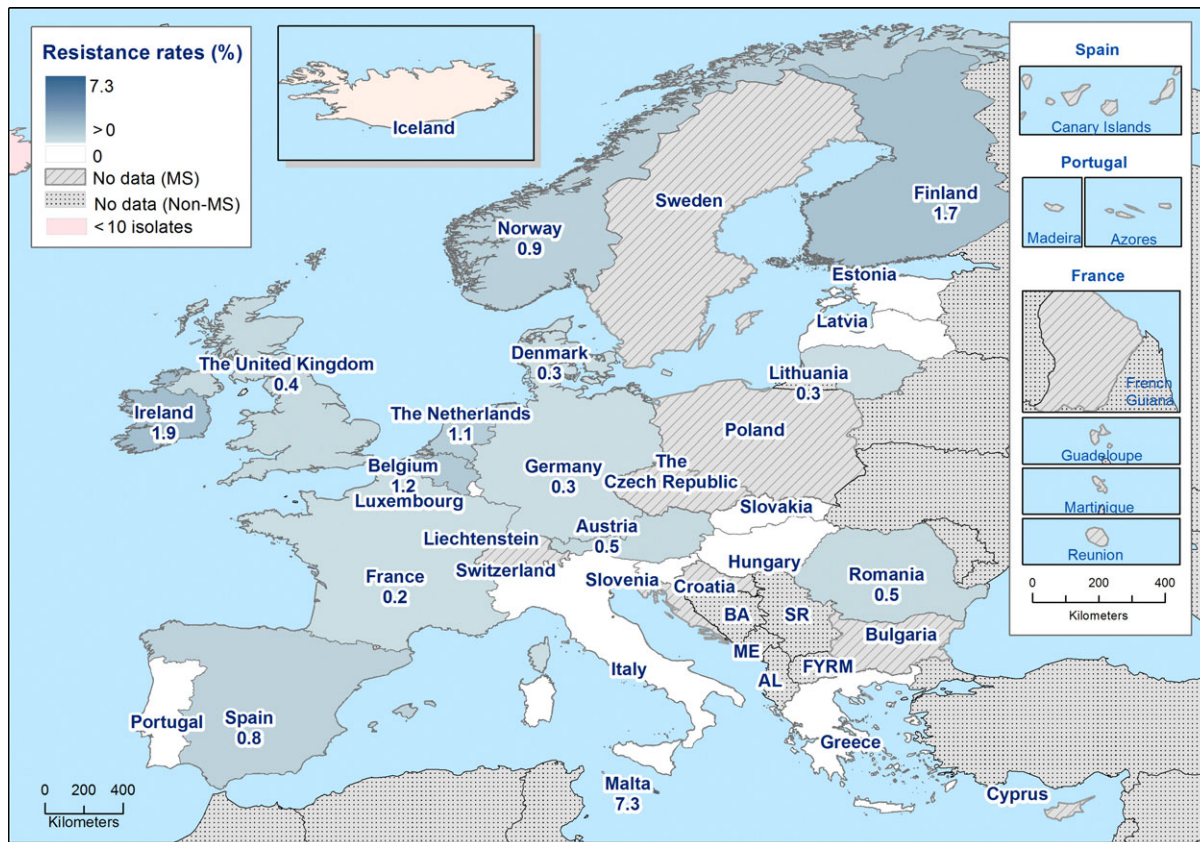 Resistance rates (%)
7.3
>0
0
No data (MS)
No data (Non-MS)
<10 isolates
Iceland
Spain
Canary Islands
Portugal
Madeira
Azores
France
French
Guiana
Guadeloupe
Martinique
Reunion
0 200 400
Kilometers
Sweden
Finland
1.7
Norway
0.9
Estonia
Latvia
The United Kingdom
0.4
Denmark
0.3
Lithuania
0.3
Ireland
1.9
The Netherlands
1.1
Poland
Belgium
1.2
Luxembourg
Germany
0.3
The
Czech Republic
Slovakia
Liechtenstein
Austria
0.5
Switzerland
Hungary
France
0.2
Slovenia
Croatia
Romania
0.5
BA
SR
Bulgaria
ME
FYRM
AL
Italy
Portugal
Spain
0.8
Greece
Malta
7.3
Cyprus
0 200 400
Kilometers